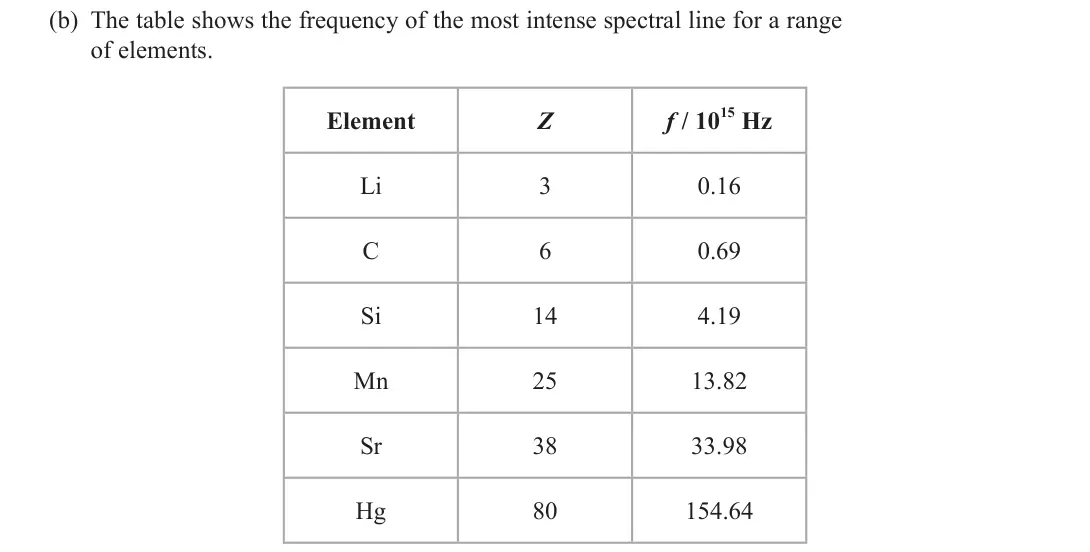 (b) The table shows the frequency of the most intense spectral line for a range
of elements.
Element Z f / 10¹⁵ Hz
Li 3 0.16
C 6 0.69
Si 14 4.19
Mn 25 13.82
Sr 38 33.98
Hg 80 154.64